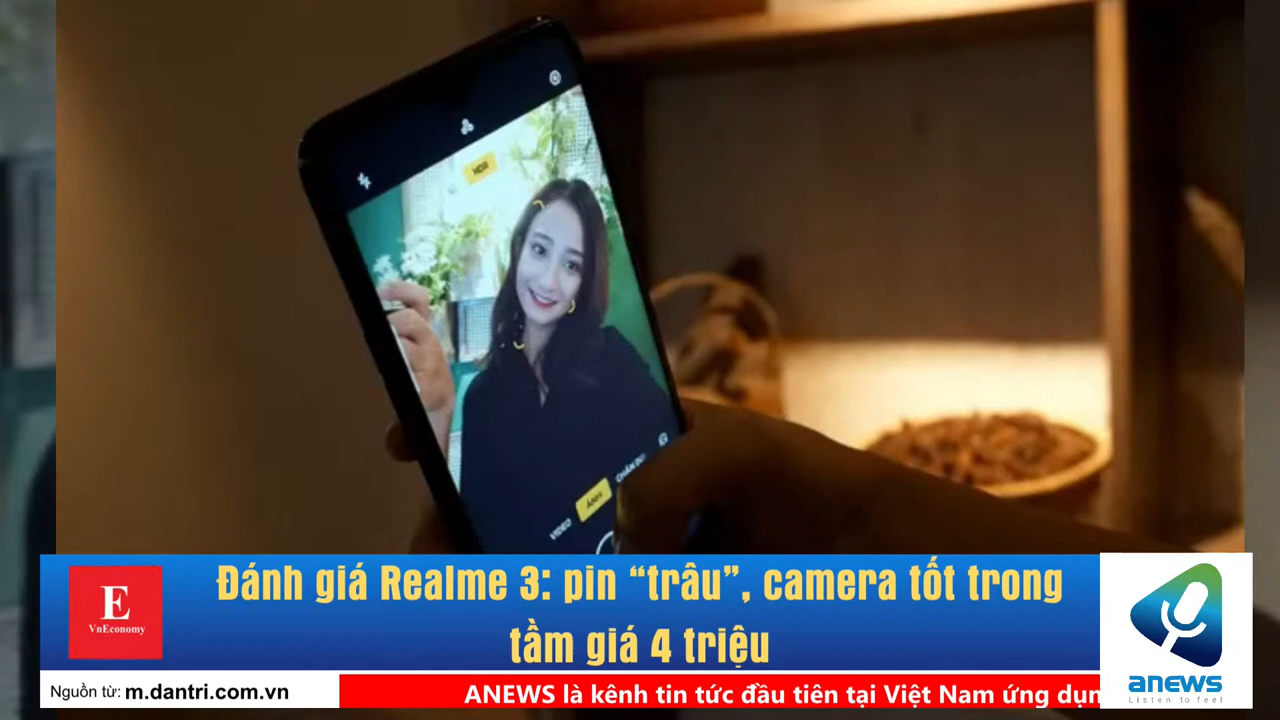 HDR
CHÂN DU
Ảnh
VIDEO
Đánh giá Realme 3: pin “trâu”, camera tốt trong
tầm giá 4 triệu
E
VnEconomy
Nguồn từ: m.dantri.com.vn
ANEWS là kênh tin tức đầu tiên tại Việt Nam ứng dụn
anews
Listen to feel